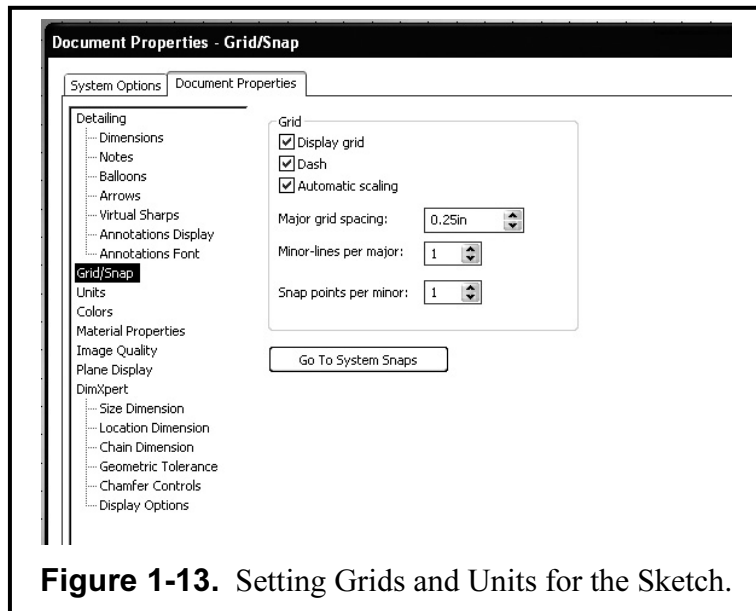 Document Properties - Grid/Snap
System Options
Document Properties
Detailing
Dimensions
Notes
Balloons
Arrows
Virtual Sharps
Annotations Display
Annotations Font
Grid/Snap
Units
Colors
Material Properties
Image Quality
Plane Display
DimXpert
Size Dimension
Location Dimension
Chain Dimension
Geometric Tolerance
Chamfer Controls
Display Options
Grid
Display grid
Dash
Automatic scaling
Major grid spacing: 0.25in
Minor-lines per major: 1
Snap points per minor: 1
Go To System Snaps
Figure 1-13. Setting Grids and Units for the Sketch.